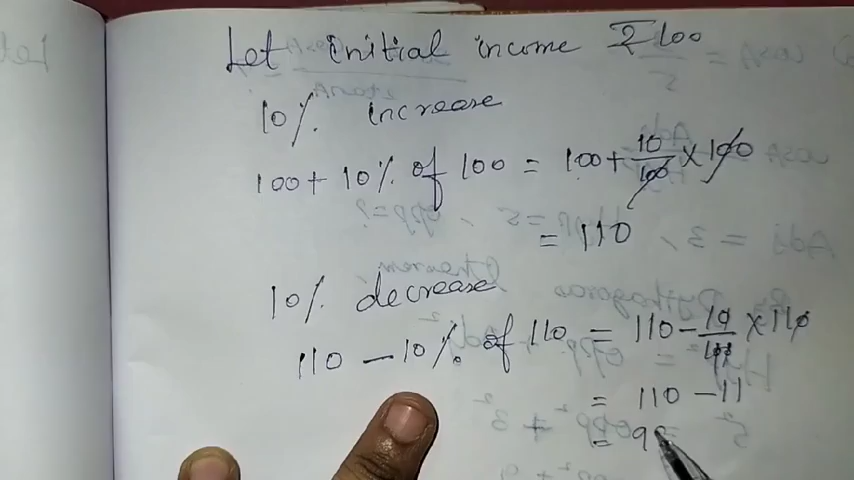 Let initial income ₹100
10% increase
100 + 10% of 100 = 100 + 10/100 × 100
= 110
10% decrease
110 - 10% of 110 = 110 - 10/100 × 110
= 110 - 11
= 9